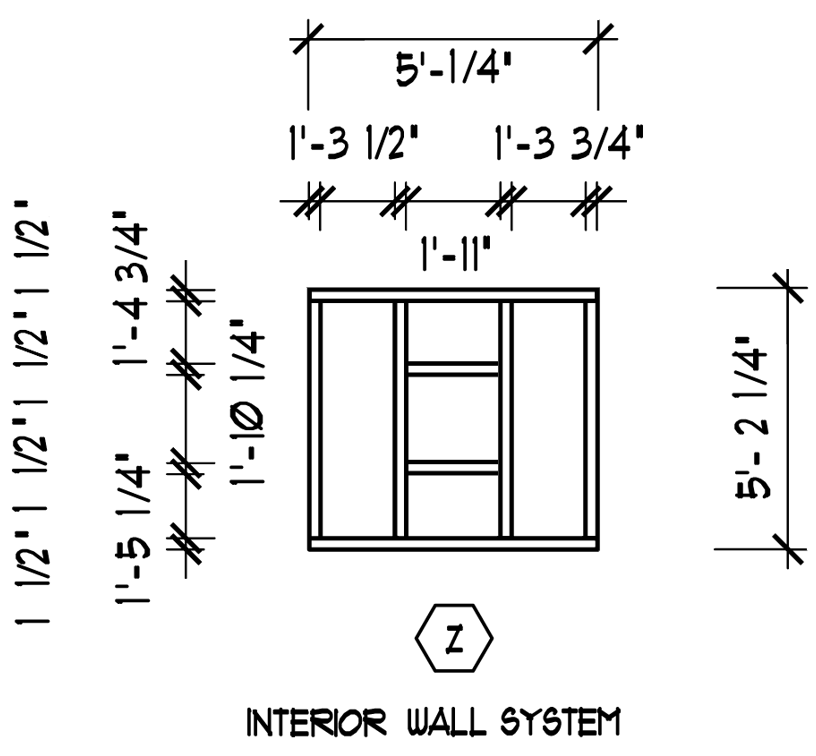 5'-1/4"
1'-3 1/2" 1'-3 3/4"
1'-11"
1 1/2" 1 1/2" 1 1/2" 1 1/2"
1'-5 1/4" 1'-4 3/4"
1'-10 1/4"
5'- 2 1/4"
Z
INTERIOR WALL SYSTEM